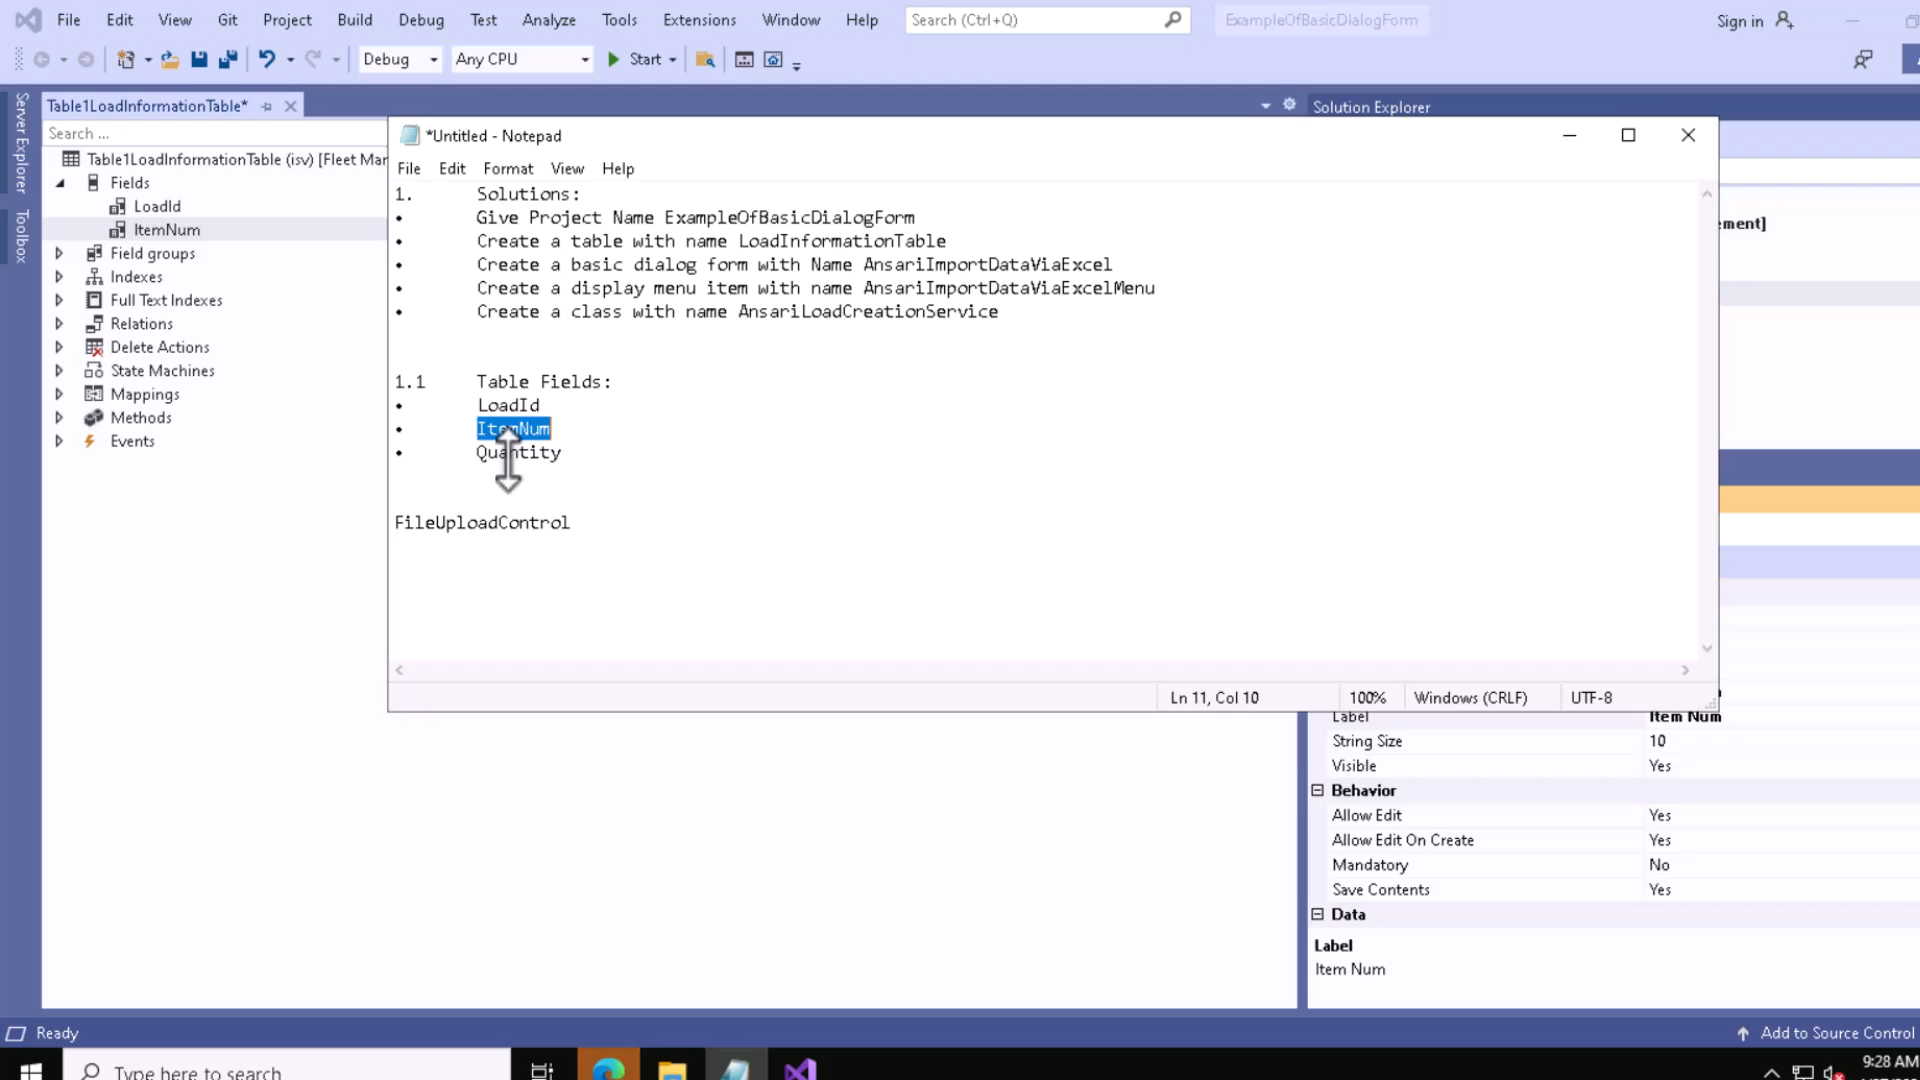 File Edit View Git Project Build Debug Test Analyze Tools Extensions Window Help Search (Ctrl+Q) ExampleOfBasicDialogForm Sign in
Debug Any CPU Start
Server Explorer
Toolbox
Table1LoadInformationTable*
Search ...
Table1LoadInformationTable (isv) [Fleet Mar
Fields
LoadId
ItemNum
Field groups
Indexes
Full Text Indexes
Relations
Delete Actions
State Machines
Mappings
Methods
Events
*Untitled - Notepad
File Edit Format View Help
1. Solutions:
• Give Project Name ExampleOfBasicDialogForm
• Create a table with name LoadInformationTable
• Create a basic dialog form with Name AnsariImportDataViaExcel
• Create a display menu item with name AnsariImportDataViaExcelMenu
• Create a class with name AnsariLoadCreationService
1.1 Table Fields:
• LoadId
• ItemNum
• Quantity
FileUploadControl
Ln 11, Col 10 100% Windows (CRLF) UTF-8
Solution Explorer
ement]
Label Item Num
String Size 10
Visible Yes
Behavior
Allow Edit Yes
Allow Edit On Create Yes
Mandatory No
Save Contents Yes
Data
Label
Item Num
Ready
Add to Source Control
Type here to search
9:28 AM